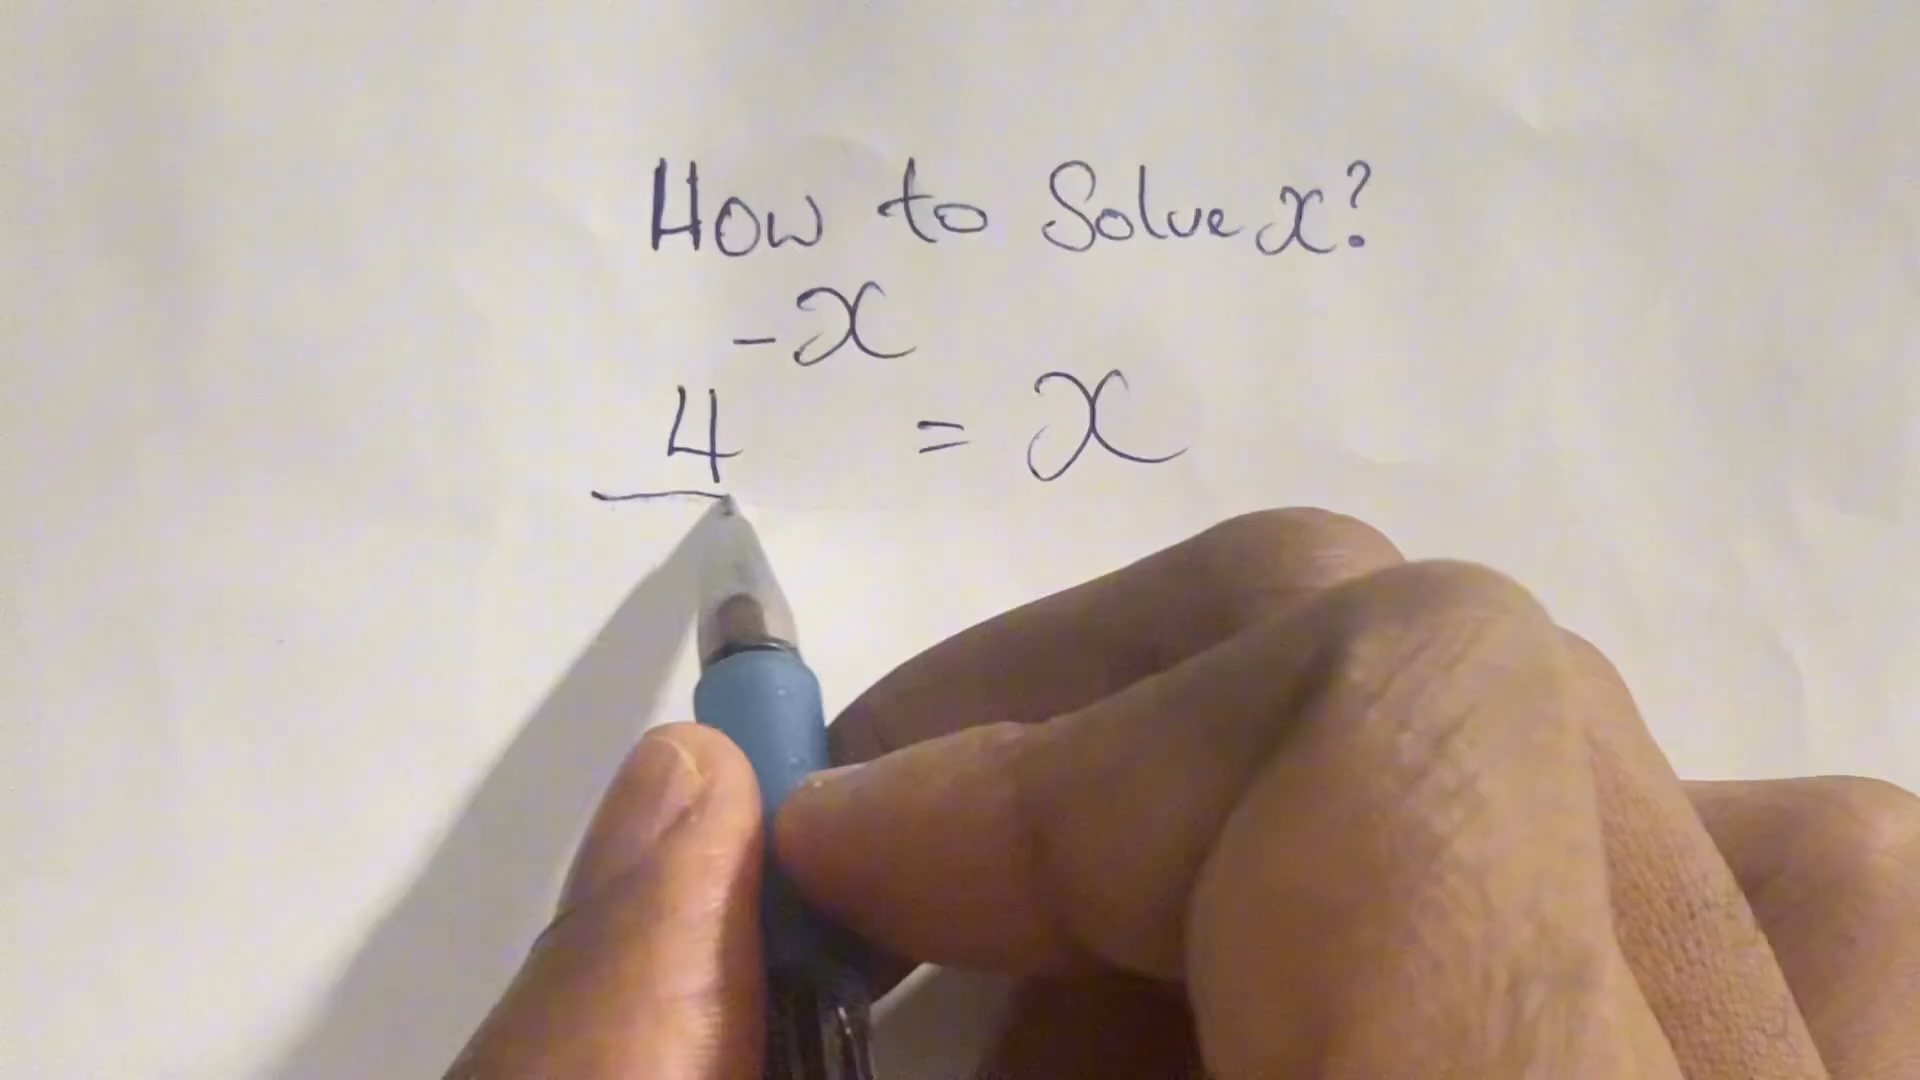 How to Solve x?
4^{-x} = x